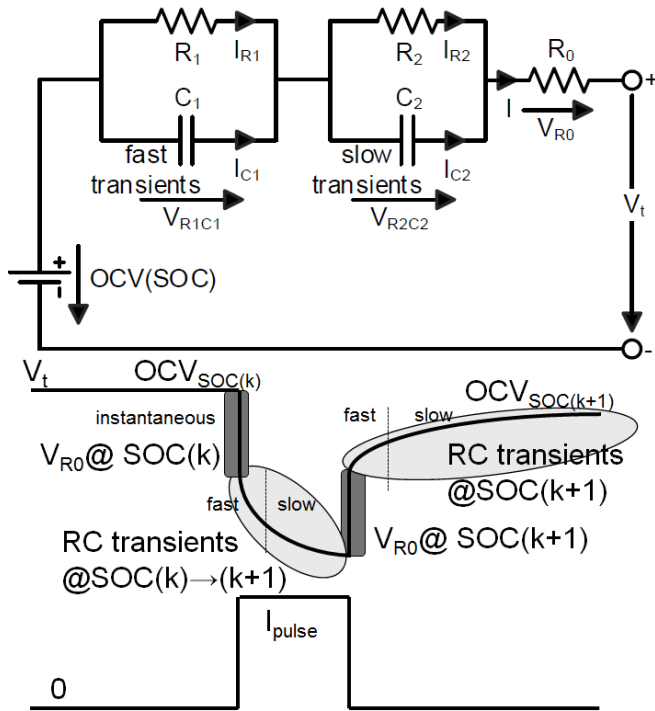 R1 IR1 R2 IR2 R0 +
C1 C2 I
fast slow VR0
IC1 IC2
transients transients
VR1C1 VR2C2 Vt
+
OCV(SOC)
-
-
Vt OCVSOC(k) OCVSOC(k+1)
instantaneous fast slow
VR0@ SOC(k) RC transients
@SOC(k+1)
fast slow
RC transients VR0@ SOC(k+1)
@SOC(k)→(k+1)
Ipulse
0